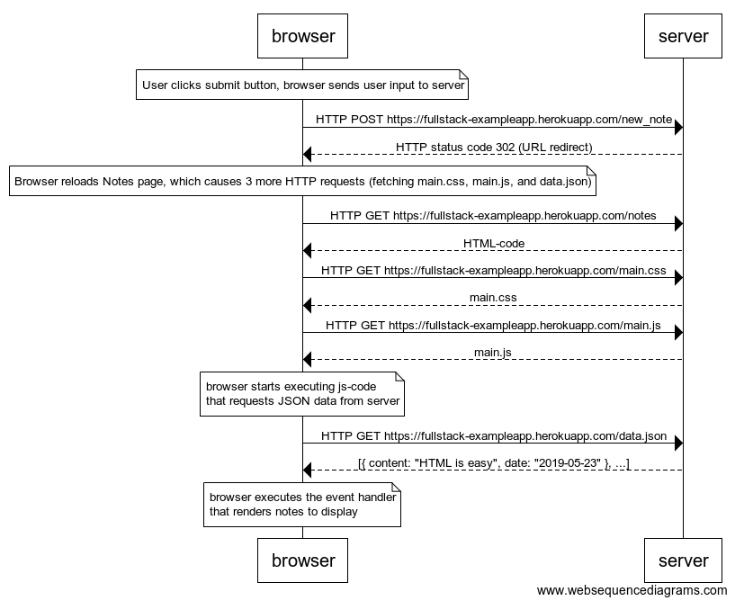 browser
server
User clicks submit button, browser sends user input to server
HTTP POST https://fullstack-exampleapp.herokuapp.com/new_note
HTTP status code 302 (URL redirect)
Browser reloads Notes page, which causes 3 more HTTP requests (fetching main.css, main.js, and data.json)
HTTP GET https://fullstack-exampleapp.herokuapp.com/notes
HTML-code
HTTP GET https://fullstack-exampleapp.herokuapp.com/main.css
main.css
HTTP GET https://fullstack-exampleapp.herokuapp.com/main.js
main.js
browser starts executing js-code
that requests JSON data from server
HTTP GET https://fullstack-exampleapp.herokuapp.com/data.json
[{ content: "HTML is easy", date: "2019-05-23" }, ...]
browser executes the event handler
that renders notes to display
browser
server
www.websequencediagrams.com